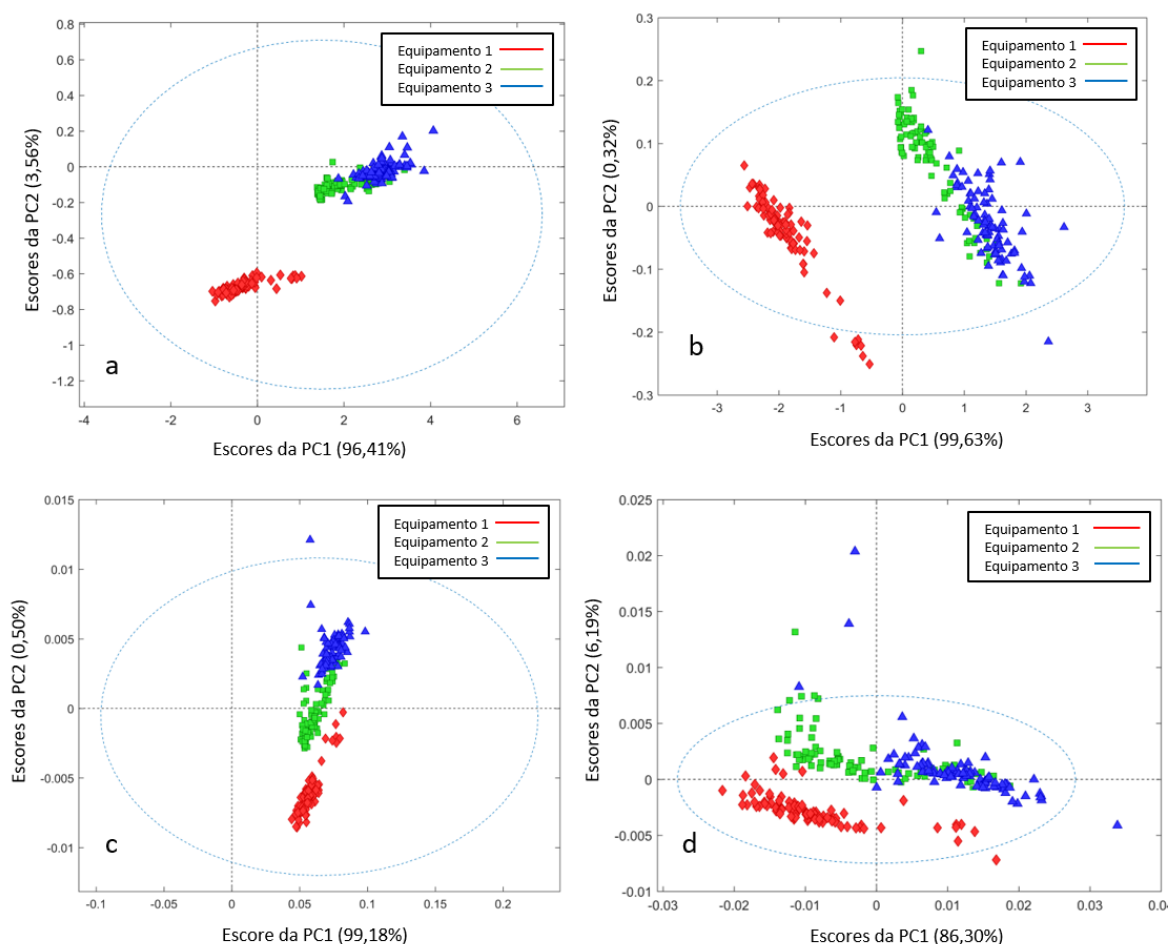 0.8
0.6
0.4
0.2
0
-0.2
-0.4
-0.6
-0.8
-1
-1.2
Escores da PC2 (3,56%)
Equipamento 1
Equipamento 2
Equipamento 3
a
-4 -2 0 2 4 6
Escores da PC1 (96,41%)
0.3
0.2
0.1
0
-0.1
-0.2
-0.3
Escores da PC2 (0,32%)
Equipamento 1
Equipamento 2
Equipamento 3
b
-3 -2 -1 0 1 2 3
Escores da PC1 (99,63%)
0.015
0.01
0.005
0
-0.005
-0.01
Escores da PC2 (0,50%)
Equipamento 1
Equipamento 2
Equipamento 3
c
-0.1 -0.05 0 0.05 0.1 0.15 0.2
Escore da PC1 (99,18%)
0.025
0.02
0.015
0.01
0.005
0
-0.005
-0.01
Escores da PC2 (6,19%)
Equipamento 1
Equipamento 2
Equipamento 3
d
-0.03 -0.02 -0.01 0 0.01 0.02 0.03 0.04
Escores da PC1 (86,30%)